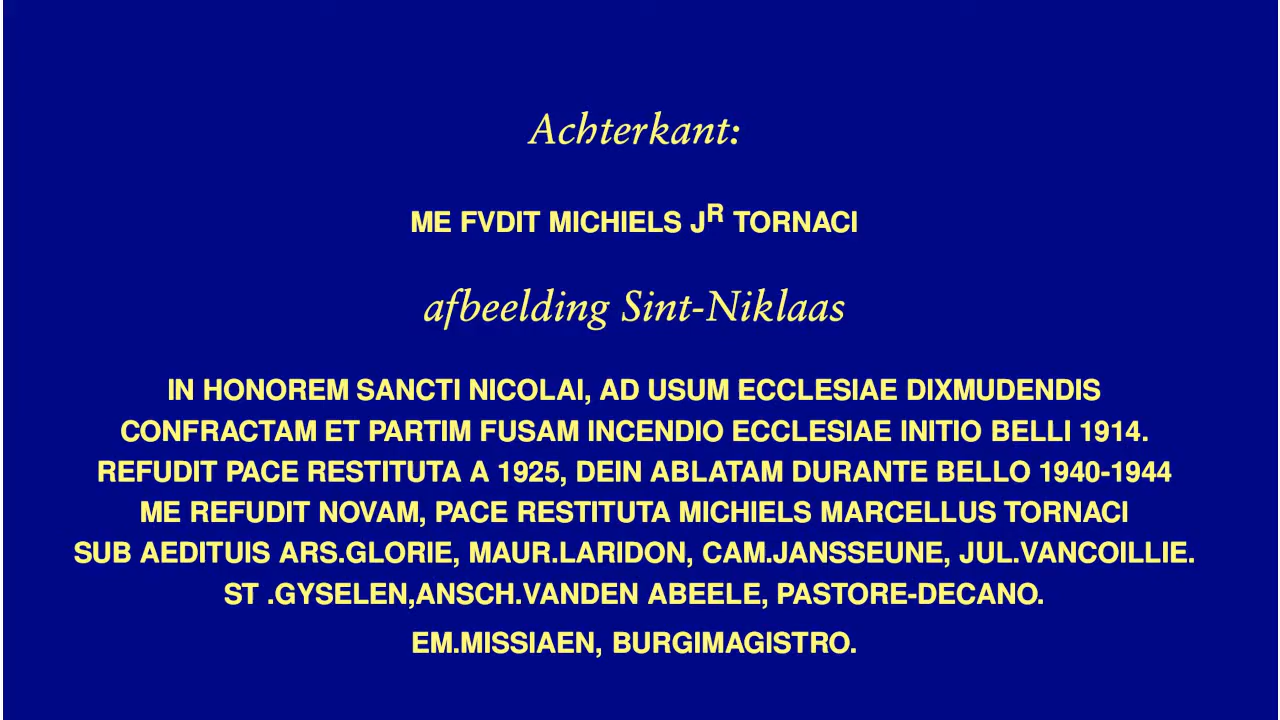 Achterkant:
ME FVDIT MICHIELS JR TORNACI
afbeelding Sint-Niklaas
IN HONOREM SANCTI NICOLAI, AD USUM ECCLESIAE DIXMUDENDIS
CONFRACTAM ET PARTIM FUSAM INCENDIO ECCLESIAE INITIO BELLI 1914.
REFUDIT PACE RESTITUTA A 1925, DEIN ABLATAM DURANTE BELLO 1940-1944
ME REFUDIT NOVAM, PACE RESTITUTA MICHIELS MARCELLUS TORNACI
SUB AEDITUIS ARS.GLORIE, MAUR.LARIDON, CAM.JANSSEUNE, JUL.VANCOILLIE.
ST .GYSELEN,ANSCH.VANDEN ABEELE, PASTORE-DECANO.
EM.MISSIAEN, BURGIMAGISTRO.